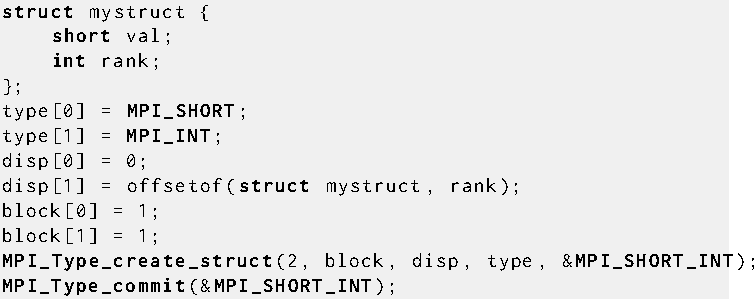 struct mystruct {
    short val;
    int rank;
};
type[0] = MPI_SHORT;
type[1] = MPI_INT;
disp[0] = 0;
disp[1] = offsetof(struct mystruct, rank);
block[0] = 1;
block[1] = 1;
MPI_Type_create_struct(2, block, disp, type, &MPI_SHORT_INT);
MPI_Type_commit(&MPI_SHORT_INT);